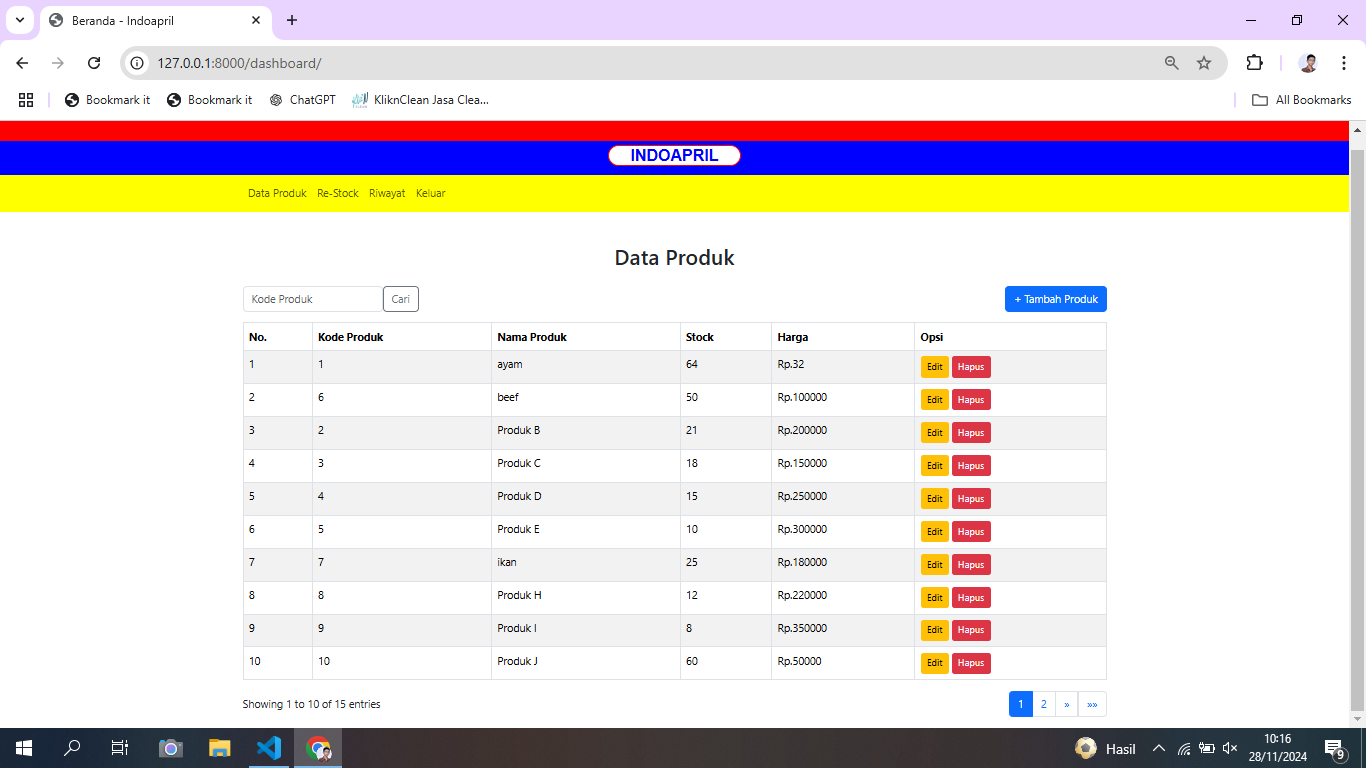 Beranda - Indoapril
127.0.0.1:8000/dashboard/
Bookmark it Bookmark it ChatGPT KliknClean Jasa Clea... All Bookmarks
INDOAPRIL
Data Produk Re-Stock Riwayat Keluar
Data Produk
Kode Produk Cari + Tambah Produk
No. Kode Produk Nama Produk Stock Harga Opsi
1 1 ayam 64 Rp.32 Edit Hapus
2 6 beef 50 Rp.100000 Edit Hapus
3 2 Produk B 21 Rp.200000 Edit Hapus
4 3 Produk C 18 Rp.150000 Edit Hapus
5 4 Produk D 15 Rp.250000 Edit Hapus
6 5 Produk E 10 Rp.300000 Edit Hapus
7 7 ikan 25 Rp.180000 Edit Hapus
8 8 Produk H 12 Rp.220000 Edit Hapus
9 9 Produk I 8 Rp.350000 Edit Hapus
10 10 Produk J 60 Rp.50000 Edit Hapus
Showing 1 to 10 of 15 entries 1 2 » »»
Hasil 10:16
28/11/2024 9